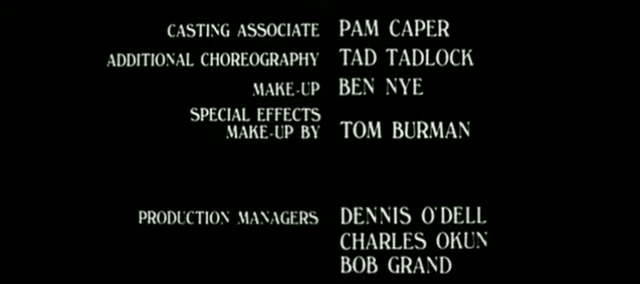 CASTING ASSOCIATE PAM CAPER
ADDITIONAL CHOREOGRAPHY TAD TADLOCK
MAKE-UP BEN NYE
SPECIAL EFFECTS
MAKE-UP BY TOM BURMAN
PRODUCTION MANAGERS DENNIS O'DELL
CHARLES OKUN
BOB GRAND